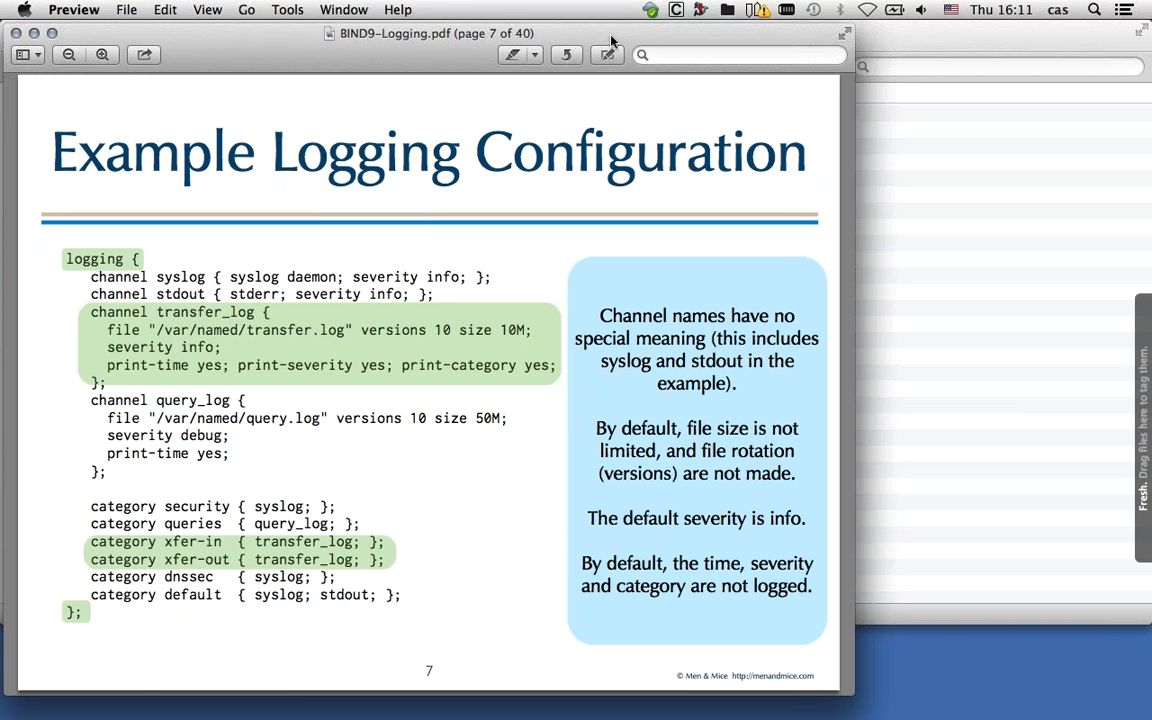 Preview File Edit View Go Tools Window Help Thu 16:11 cas
BIND9-Logging.pdf (page 7 of 40)
Example Logging Configuration
logging {
channel syslog { syslog daemon; severity info; };
channel stdout { stderr; severity info; };
channel transfer_log {
file "/var/named/transfer.log" versions 10 size 10M;
severity info;
print-time yes; print-severity yes; print-category yes;
};
channel query_log {
file "/var/named/query.log" versions 10 size 50M;
severity debug;
print-time yes;
};
category security { syslog; };
category queries { query_log; };
category xfer-in { transfer_log; };
category xfer-out { transfer_log; };
category dnssec { syslog; };
category default { syslog; stdout; };
};
Channel names have no
special meaning (this includes
syslog and stdout in the
example).
By default, file size is not
limited, and file rotation
(versions) are not made.
The default severity is info.
By default, the time, severity
and category are not logged.
7
© Men & Mice http://menandmice.com
Fresh. Drag files here to tag them.